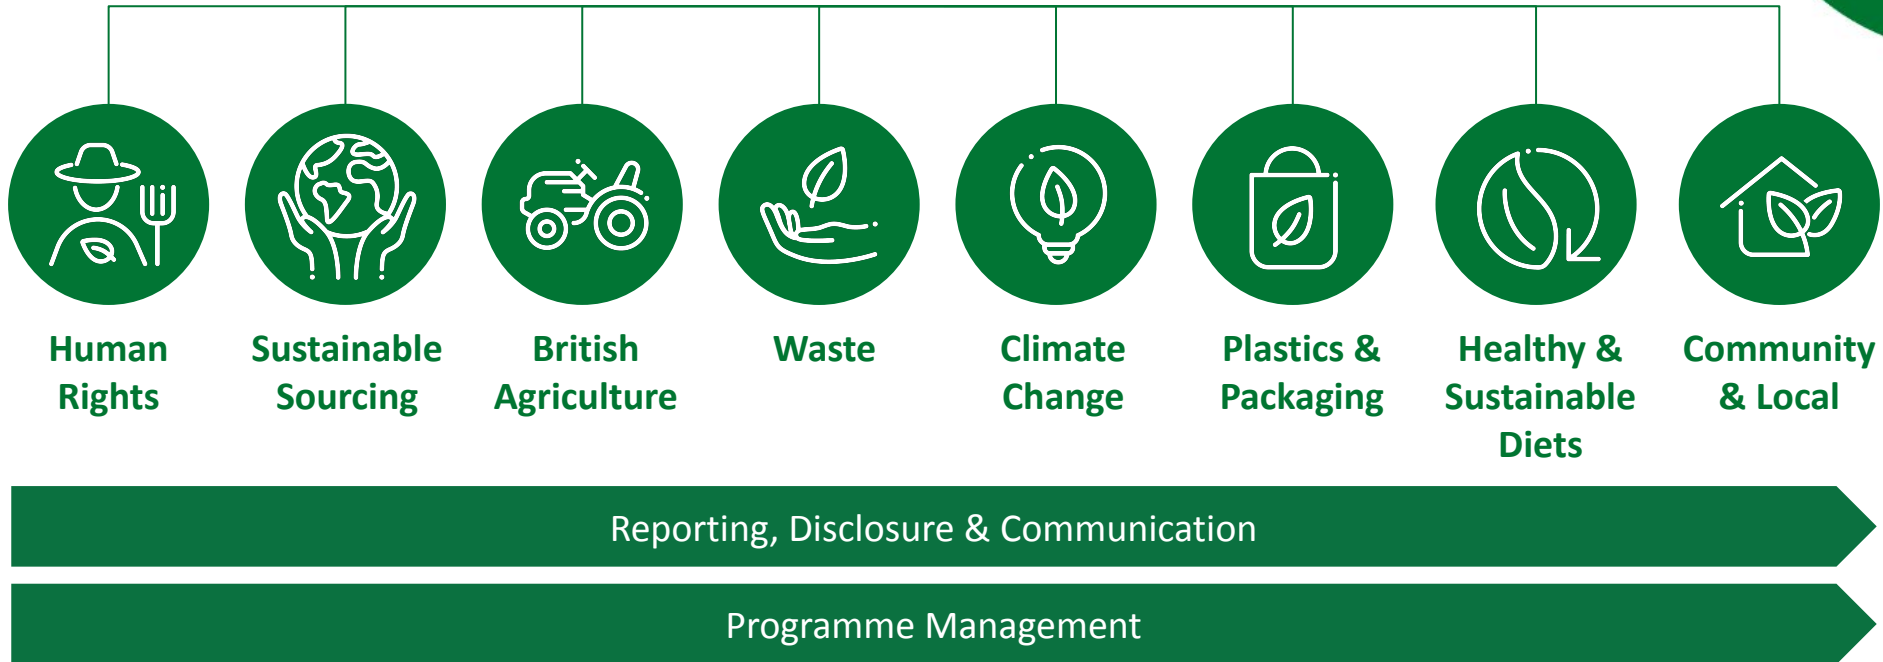 Human
Rights
Sustainable
Sourcing
British
Agriculture
Waste
Climate
Change
Plastics &
Packaging
Healthy &
Sustainable
Diets
Community
& Local
Reporting, Disclosure & Communication
Programme Management